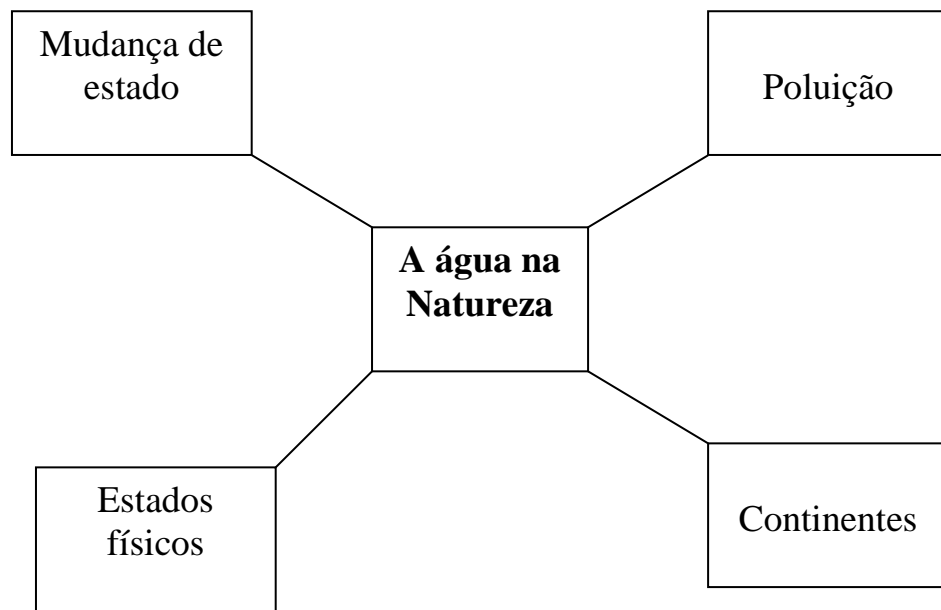 Mudança de
estado
Poluição
A água na
Natureza
Estados
físicos
Continentes